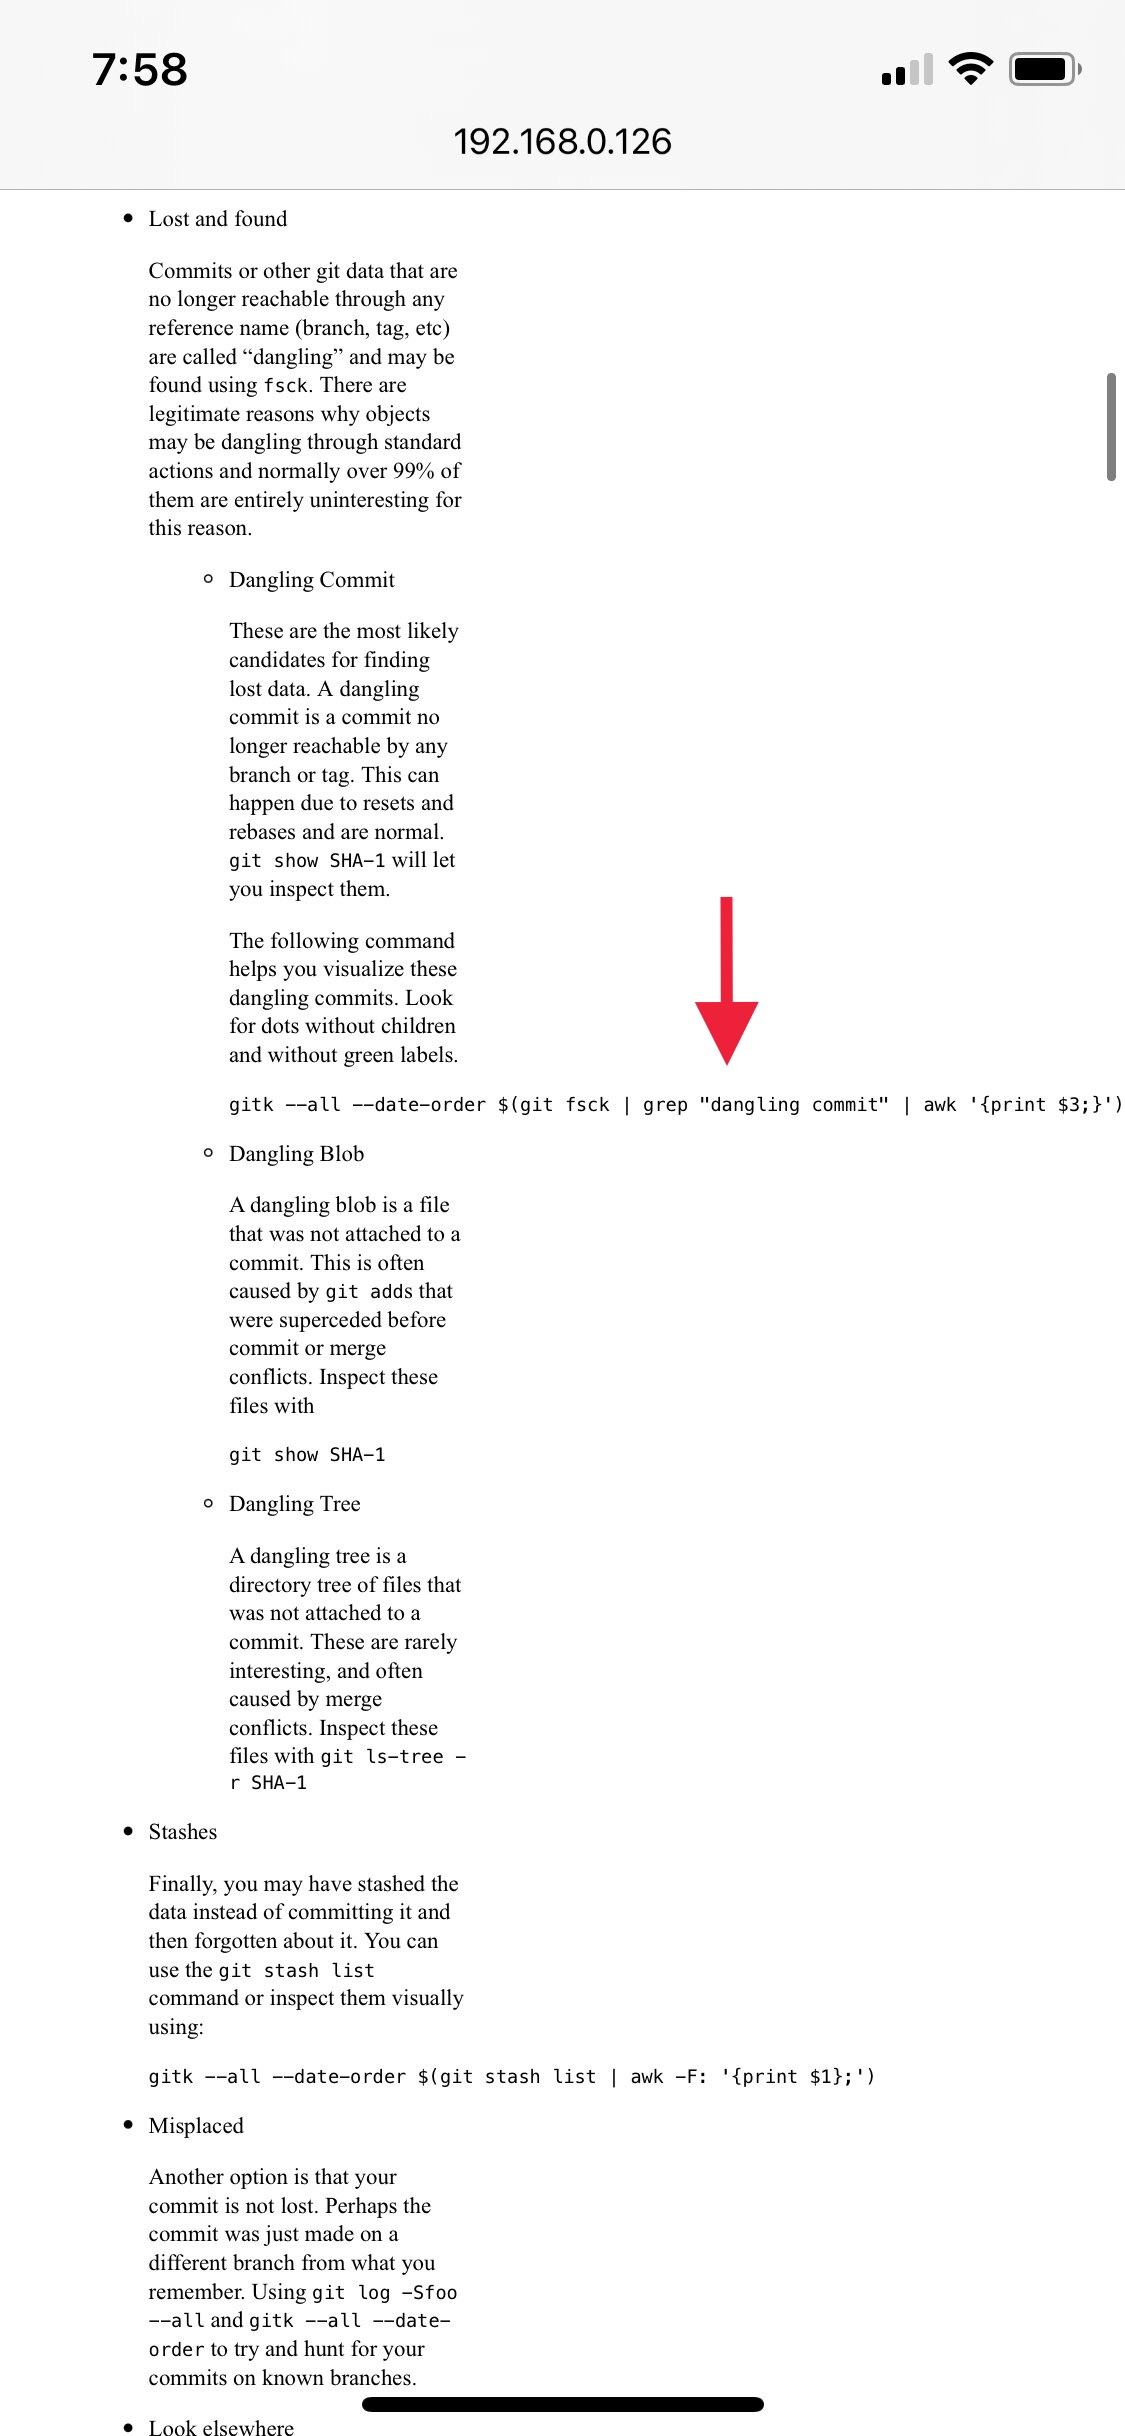 7:58
192.168.0.126
Lost and found
Commits or other git data that are
no longer reachable through any
reference name (branch, tag, etc)
are called “dangling” and may be
found using fsck. There are
legitimate reasons why objects
may be dangling through standard
actions and normally over 99% of
them are entirely uninteresting for
this reason.
Dangling Commit
These are the most likely
candidates for finding
lost data. A dangling
commit is a commit no
longer reachable by any
branch or tag. This can
happen due to resets and
rebases and are normal.
git show SHA-1 will let
you inspect them.
The following command
helps you visualize these
dangling commits. Look
for dots without children
and without green labels.
gitk --all --date-order $(git fsck | grep "dangling commit" | awk '{print $3;}')
Dangling Blob
A dangling blob is a file
that was not attached to a
commit. This is often
caused by git adds that
were superceded before
commit or merge
conflicts. Inspect these
files with
git show SHA-1
Dangling Tree
A dangling tree is a
directory tree of files that
was not attached to a
commit. These are rarely
interesting, and often
caused by merge
conflicts. Inspect these
files with git ls-tree -
r SHA-1
Stashes
Finally, you may have stashed the
data instead of committing it and
then forgotten about it. You can
use the git stash list
command or inspect them visually
using:
gitk --all --date-order $(git stash list | awk -F: '{print $1};')
Misplaced
Another option is that your
commit is not lost. Perhaps the
commit was just made on a
different branch from what you
remember. Using git log -Sfoo
--all and gitk --all --date-
order to try and hunt for your
commits on known branches.
Look elsewhere